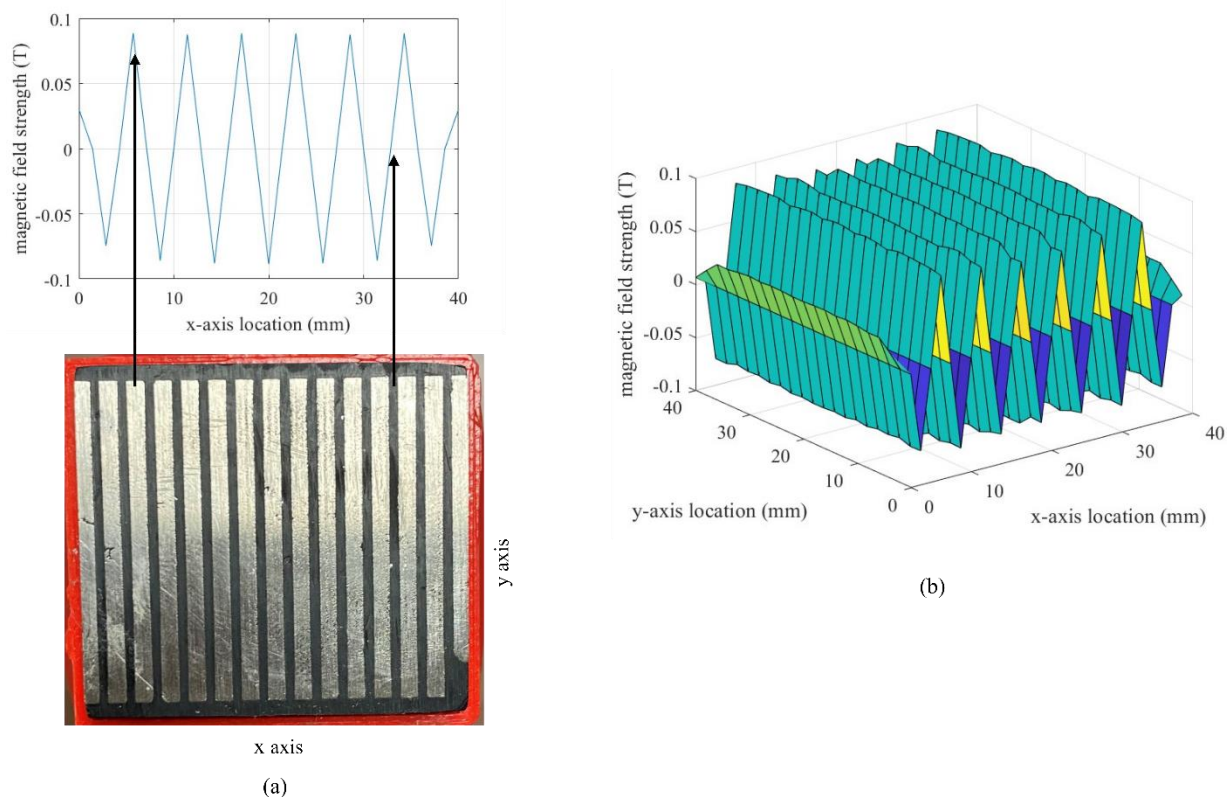 magnetic field strength (T)
0.1
0.05
0
-0.05
-0.1
0
10
20
30
40
x-axis location (mm)
y axis
x axis
(a)
magnetic field strength (T)
0.1
0.05
0
-0.05
-0.1
40
30
20
10
0
y-axis location (mm)
0
10
20
30
40
x-axis location (mm)
(b)